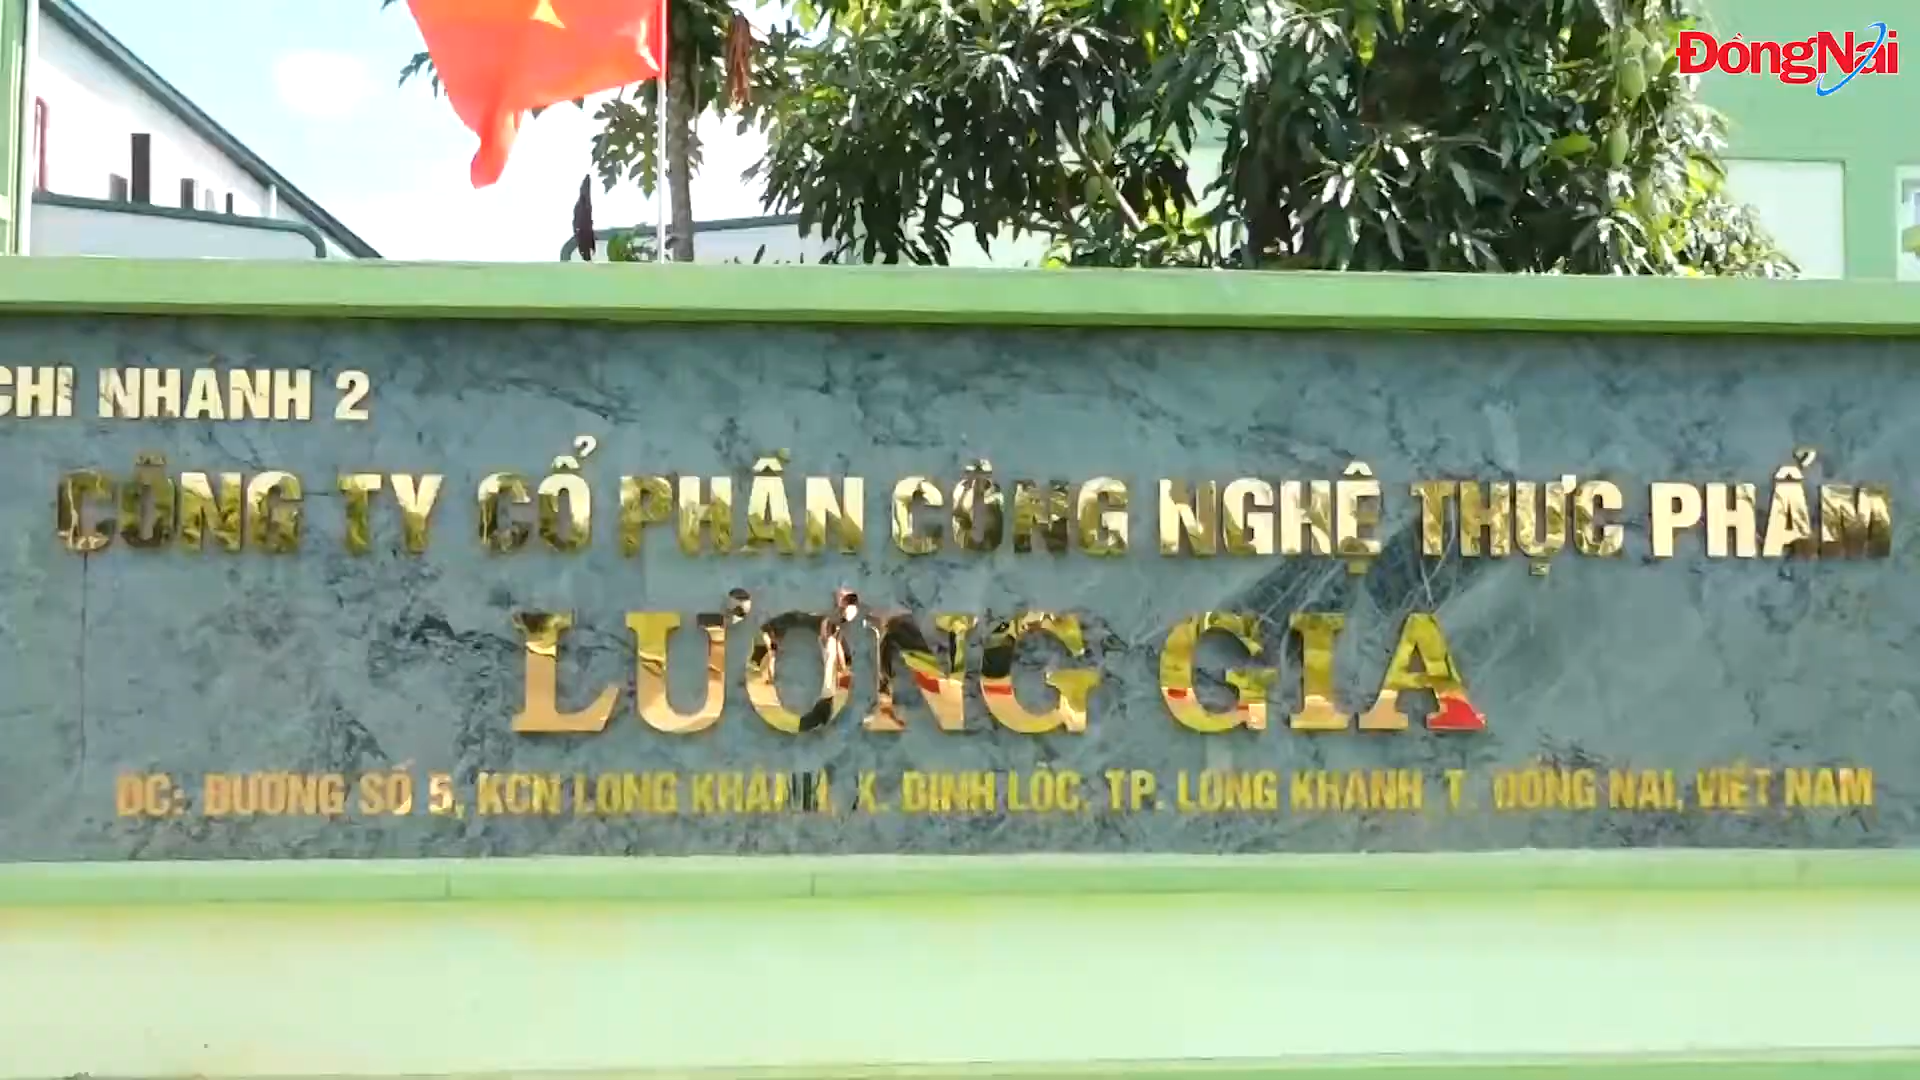 ĐồngNai
CHI NHÁNH 2
CÔNG TY CỔ PHẦN CÔNG NGHỆ THỰC PHẨM
LƯƠNG GIA
ĐC: ĐƯỜNG SỐ 5, KCN LONG KHÁNH, X. BÌNH LỘC, TP. LONG KHÁNH, T. ĐỒNG NAI, VIỆT NAM